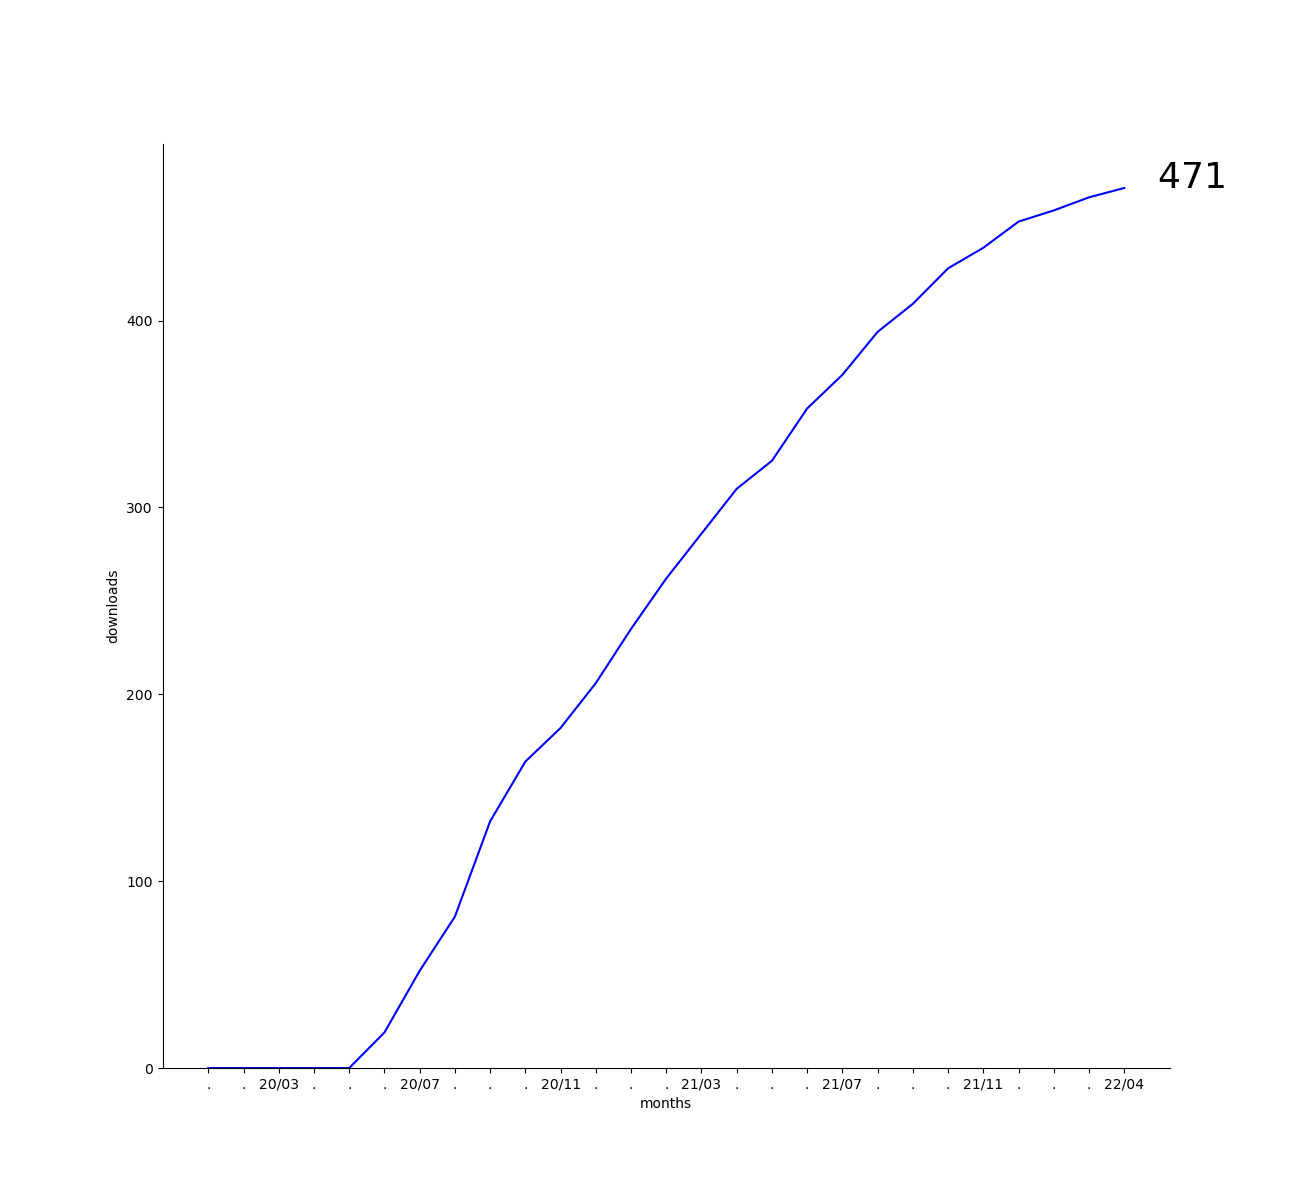 471
400
300
downloads
200
100
0
. . 20/03 . . . 20/07 . . . 20/11 . . . 21/03 . . . 21/07 . . . 21/11 . . . 22/04
months